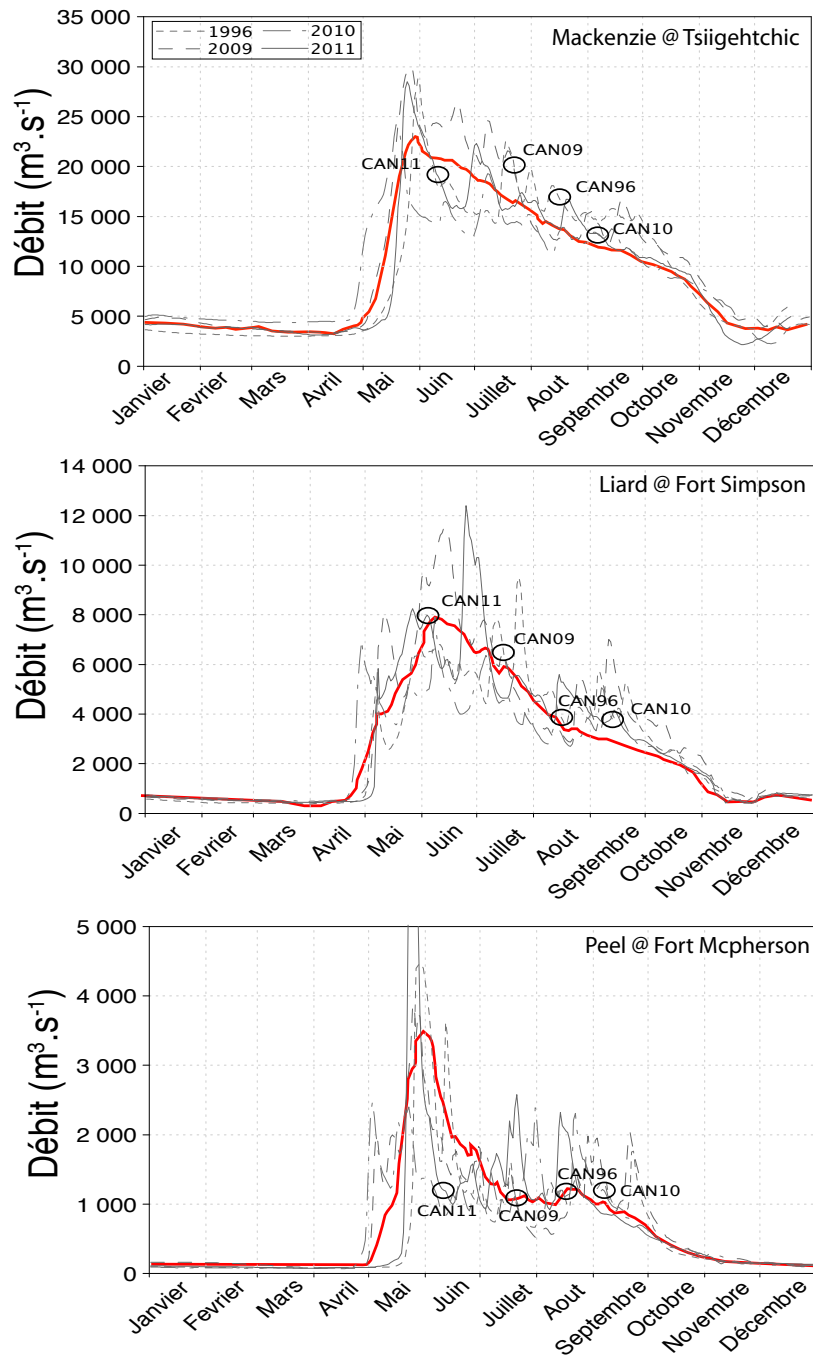 Mackenzie @ Tsiigehtchic
1996 2010
2009 2011
Débit (m³.s⁻¹)
35 000
30 000
25 000
20 000
15 000
10 000
5 000
0
CAN11
CAN09
CAN96
CAN10
Janvier Fevrier Mars Avril Mai Juin Juillet Aout Septembre Octobre Novembre Décembre
Liard @ Fort Simpson
Débit (m³.s⁻¹)
14 000
12 000
10 000
8 000
6 000
4 000
2 000
0
CAN11
CAN09
CAN96
CAN10
Janvier Fevrier Mars Avril Mai Juin Juillet Aout Septembre Octobre Novembre Décembre
Peel @ Fort Mcpherson
Débit (m³.s⁻¹)
5 000
4 000
3 000
2 000
1 000
0
CAN11
CAN09
CAN96
CAN10
Janvier Fevrier Mars Avril Mai Juin Juillet Aout Septembre Octobre Novembre Décembre